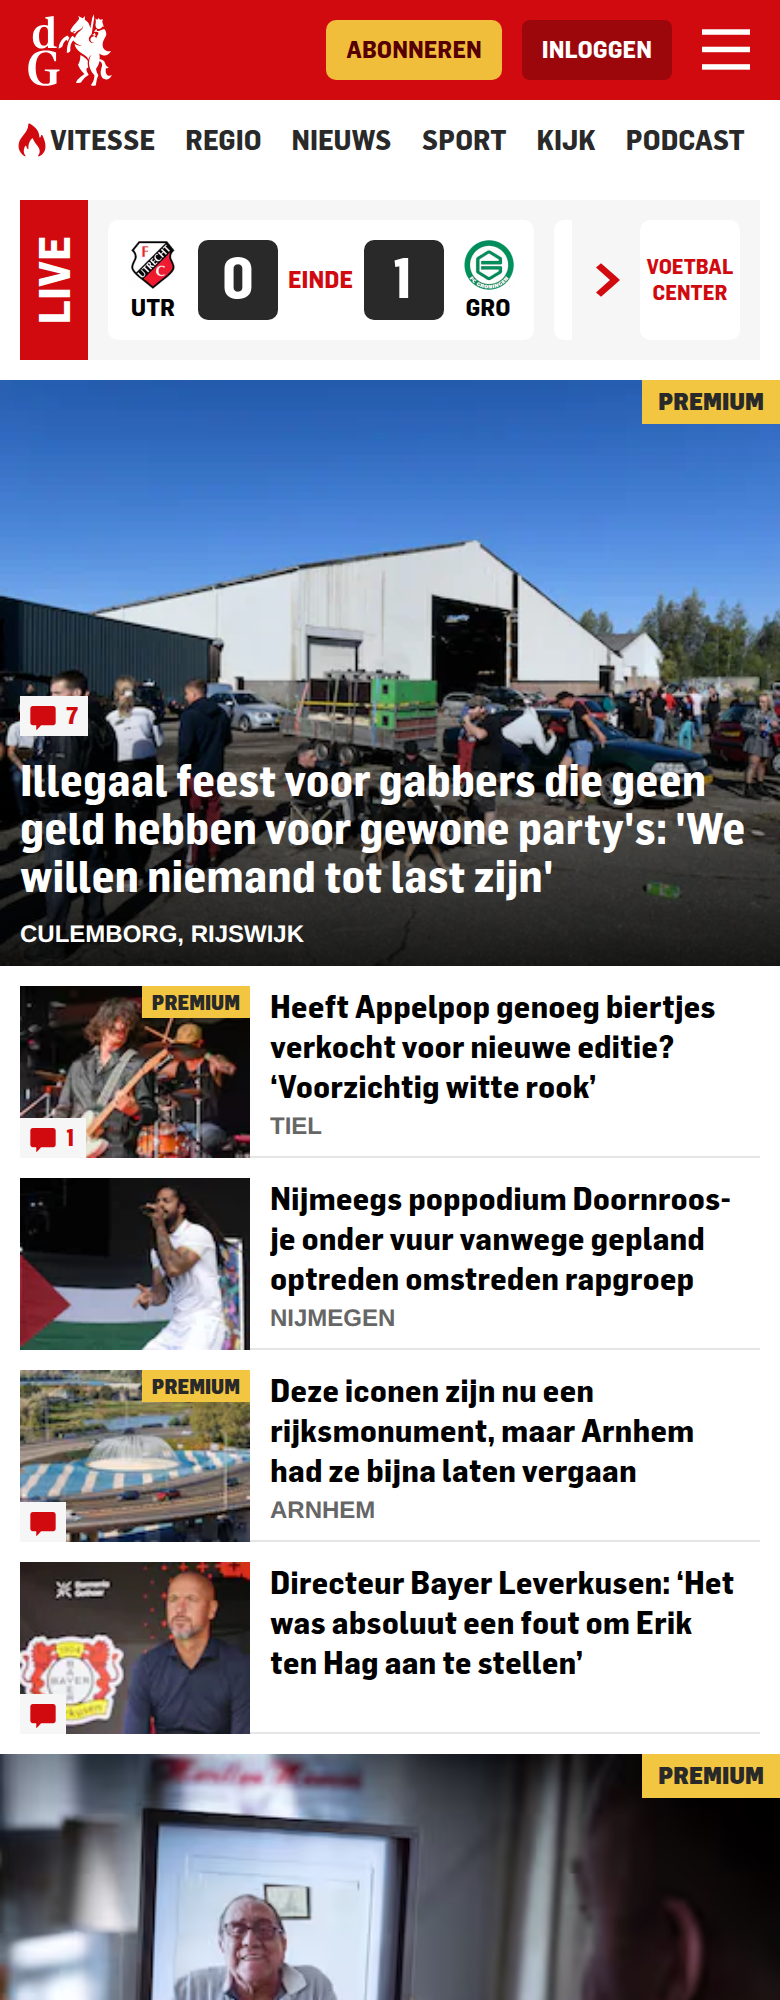 dG
ABONNEREN
INLOGGEN
VITESSE
REGIO
NIEUWS
SPORT
KIJK
PODCAST
LIVE
UTR
0
EINDE
1
GRO
VOETBAL
CENTER
PREMIUM
7
Illegaal feest voor gabbers die geen
geld hebben voor gewone party's: 'We
willen niemand tot last zijn'
CULEMBORG, RIJSWIJK
PREMIUM
1
Heeft Appelpop genoeg biertjes
verkocht voor nieuwe editie?
‘Voorzichtig witte rook’
TIEL
Nijmeegs poppodium Doornroos-
je onder vuur vanwege gepland
optreden omstreden rapgroep
NIJMEGEN
PREMIUM
Deze iconen zijn nu een
rijksmonument, maar Arnhem
had ze bijna laten vergaan
ARNHEM
Directeur Bayer Leverkusen: ‘Het
was absoluut een fout om Erik
ten Hag aan te stellen’
PREMIUM